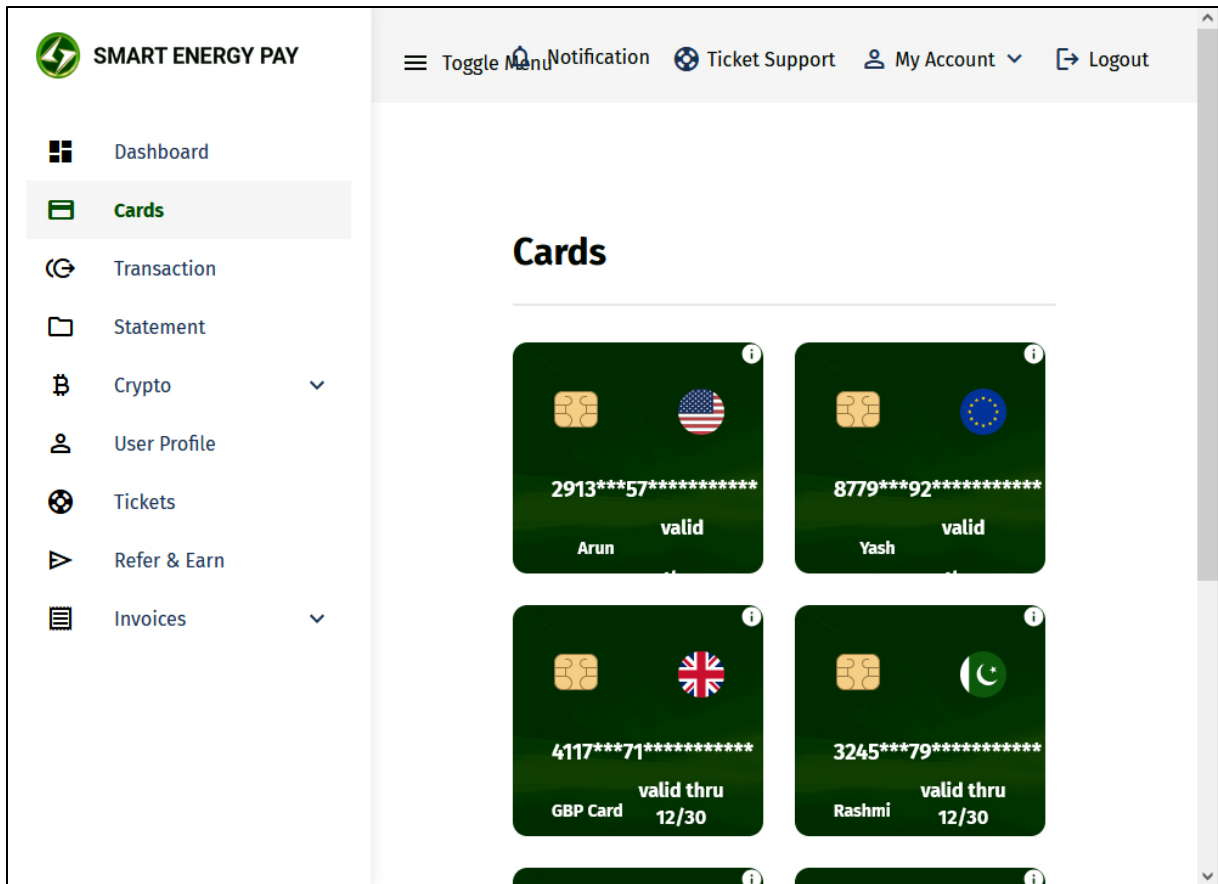 SMART ENERGY PAY
Toggle Menu
Notification
Ticket Support
My Account
Logout
Dashboard
Cards
Transaction
Statement
Crypto
User Profile
Tickets
Refer & Earn
Invoices
Cards
2913***57***********
valid
Arun
8779***92***********
valid
Yash
4117***71***********
valid thru
GBP Card 12/30
3245***79***********
valid thru
Rashmi 12/30